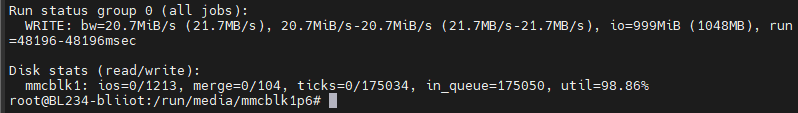 Run status group 0 (all jobs):
  WRITE: bw=20.7MiB/s (21.7MB/s), 20.7MiB/s-20.7MiB/s (21.7MB/s-21.7MB/s), io=999MiB (1048MB), run
=48196-48196msec

Disk stats (read/write):
  mmcblk1: ios=0/1213, merge=0/104, ticks=0/175034, in_queue=175050, util=98.86%
root@BL234-bliiot:/run/media/mmcblk1p6#